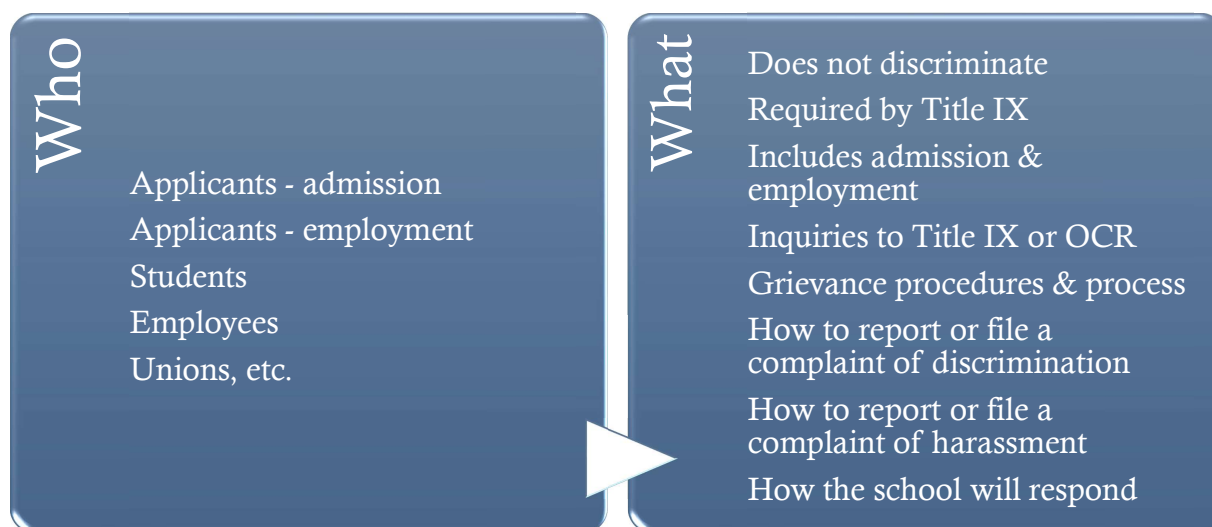 Who
Applicants - admission
Applicants - employment
Students
Employees
Unions, etc.
What
Does not discriminate
Required by Title IX
Includes admission &
employment
Inquiries to Title IX or OCR
Grievance procedures & process
How to report or file a
complaint of discrimination
How to report or file a
complaint of harassment
How the school will respond